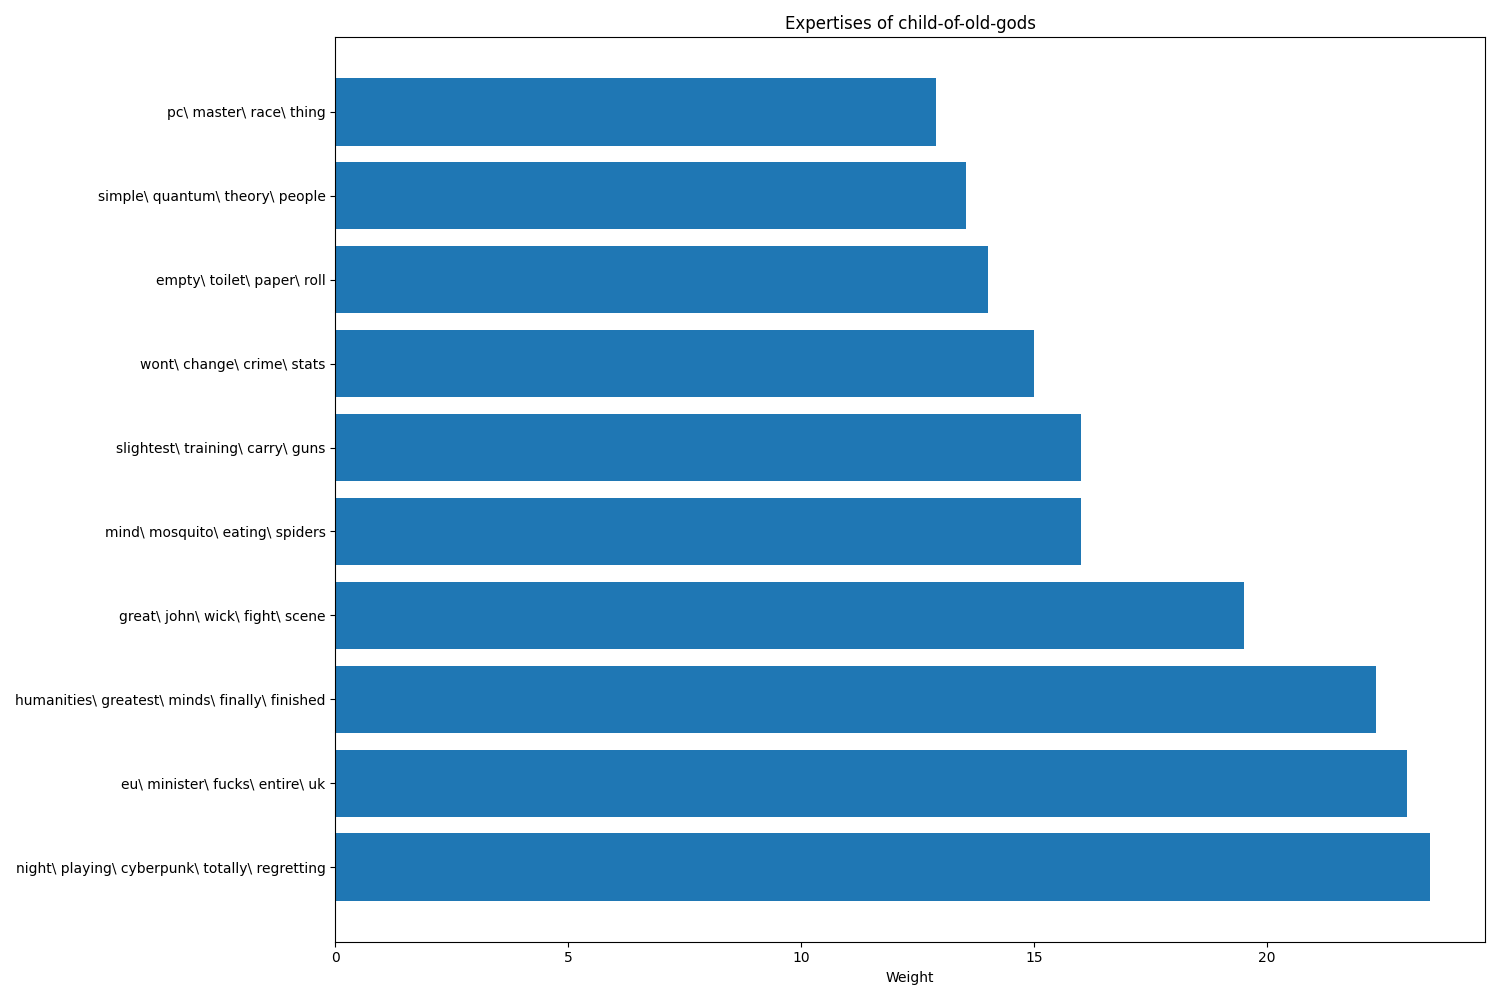 Expertises of child-of-old-gods
pc\ master\ race\ thing
simple\ quantum\ theory\ people
empty\ toilet\ paper\ roll
wont\ change\ crime\ stats
slightest\ training\ carry\ guns
mind\ mosquito\ eating\ spiders
great\ john\ wick\ fight\ scene
humanities\ greatest\ minds\ finally\ finished
eu\ minister\ fucks\ entire\ uk
night\ playing\ cyberpunk\ totally\ regretting
0 5 10 15 20
Weight